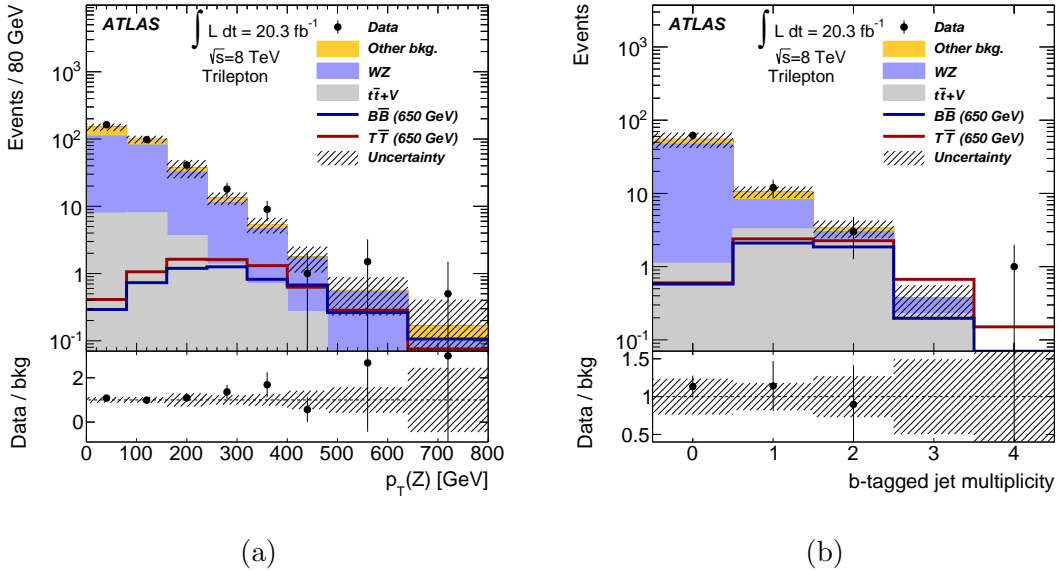 ATLAS
∫ L dt = 20.3 fb⁻¹
√s=8 TeV
Trilepton
Data
Other bkg.
WZ
tt̄+V
BB̄ (650 GeV)
TT̄ (650 GeV)
Uncertainty
Events / 80 GeV
10³
10²
10
1
10⁻¹
Data / bkg
2
0
0 100 200 300 400 500 600 700 800
p_T(Z) [GeV]
(a)
ATLAS
∫ L dt = 20.3 fb⁻¹
√s=8 TeV
Trilepton
Data
Other bkg.
WZ
tt̄+V
BB̄ (650 GeV)
TT̄ (650 GeV)
Uncertainty
Events
10³
10²
10
1
10⁻¹
Data / bkg
1.5
1
0.5
0 1 2 3 4
b-tagged jet multiplicity
(b)